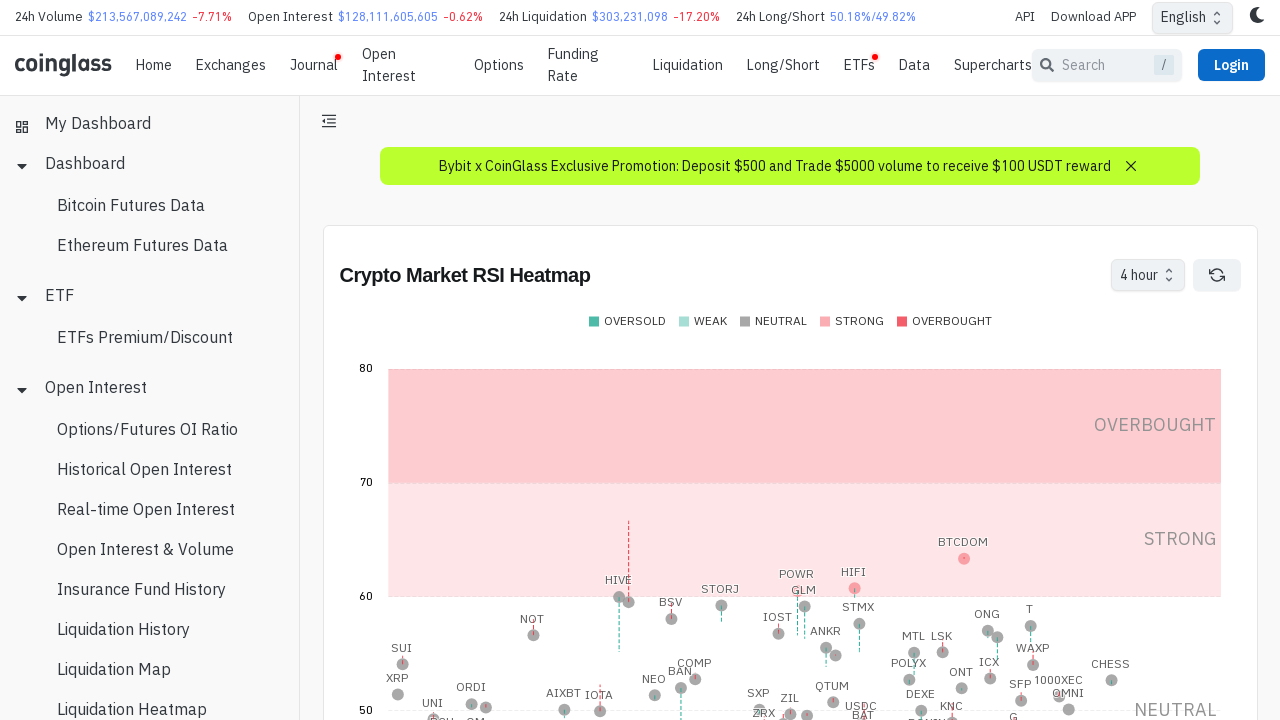 24h Volume $213,567,089,242 -7.71% Open Interest $128,111,605,605 -0.62% 24h Liquidation $303,231,098 -17.20% 24h Long/Short 50.18%/49.82% API Download APP English
coinglass Home Exchanges Journal Open Interest Options Funding Rate Liquidation Long/Short ETFs Data Supercharts Search / Login
My Dashboard
Dashboard
Bitcoin Futures Data
Ethereum Futures Data
ETF
ETFs Premium/Discount
Open Interest
Options/Futures OI Ratio
Historical Open Interest
Real-time Open Interest
Open Interest & Volume
Insurance Fund History
Liquidation History
Liquidation Map
Liquidation Heatmap
Bybit x CoinGlass Exclusive Promotion: Deposit $500 and Trade $5000 volume to receive $100 USDT reward
Crypto Market RSI Heatmap
4 hour
OVERSOLD WEAK NEUTRAL STRONG OVERBOUGHT
80
OVERBOUGHT
70
STRONG
BTCDOM
POWR HIFI
HIVE GLM
STORJ
60
BSV STMX
NOT IOST ONG T
ANKR
SUI MTL LSK WAXP
COMP POLYX ICX CHESS
XRP NEO BAN ONT
ORDI QTUM SFP 1000XEC
AIXBT IOTA SXP DEXE OMNI
UNI ZIL USDC KNC
50 ZRX BAT NEUTRAL